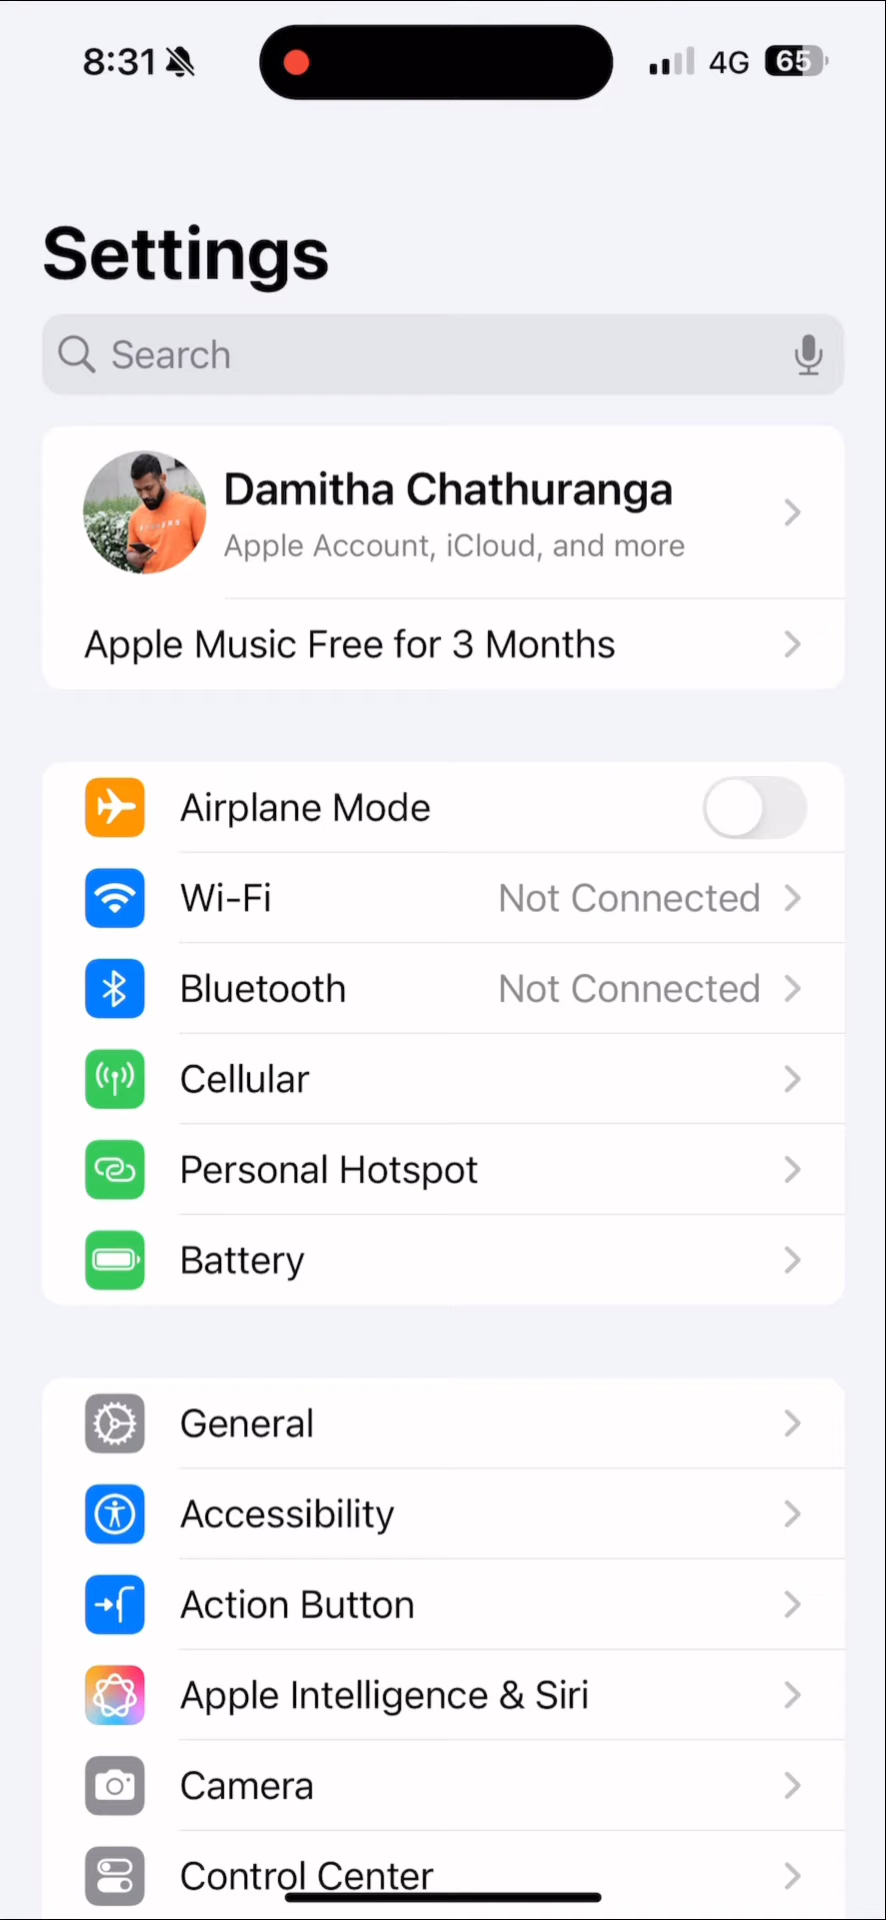 8:31 4G 65
Settings
Search
Damitha Chathuranga
Apple Account, iCloud, and more
Apple Music Free for 3 Months
Airplane Mode
Wi-Fi Not Connected
Bluetooth Not Connected
Cellular
Personal Hotspot
Battery
General
Accessibility
Action Button
Apple Intelligence & Siri
Camera
Control Center